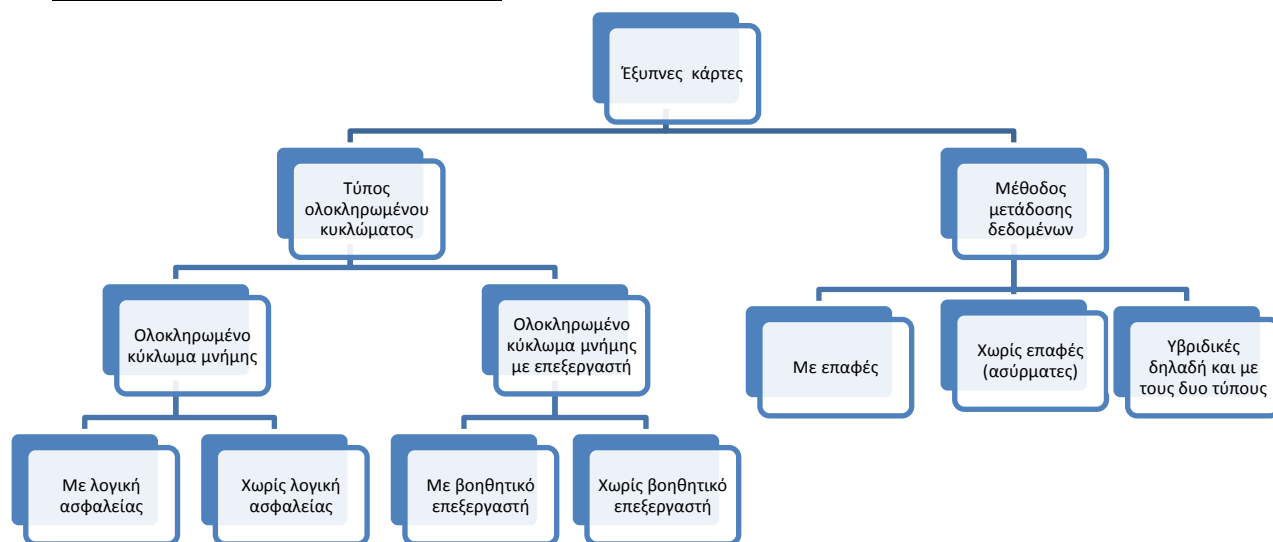 Έξυπνες κάρτες
Τύπος
ολοκληρωμένου
κυκλώματος
Μέθοδος
μετάδοσης
δεδομένων
Ολοκληρωμένο
κύκλωμα μνήμης
Ολοκληρωμένο
κύκλωμα μνήμης
με επεξεργαστή
Με επαφές
Χωρίς επαφές
(ασύρματες)
Υβριδικές
δηλαδή και με
τους δυο τύπους
Με λογική
ασφαλείας
Χωρίς λογική
ασφαλείας
Με βοηθητικό
επεξεργαστή
Χωρίς βοηθητικό
επεξεργαστή